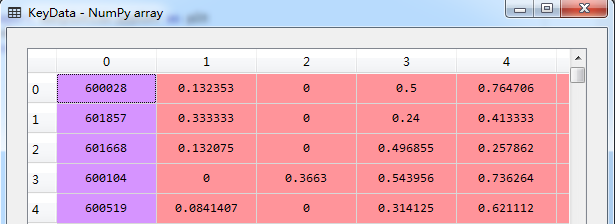 KeyData - NumPy array
0 1 2 3 4
0 600028 0.132353 0 0.5 0.764706
1 601857 0.333333 0 0.24 0.413333
2 601668 0.132075 0 0.496855 0.257862
3 600104 0 0.3663 0.543956 0.736264
4 600519 0.0841407 0 0.314125 0.621112